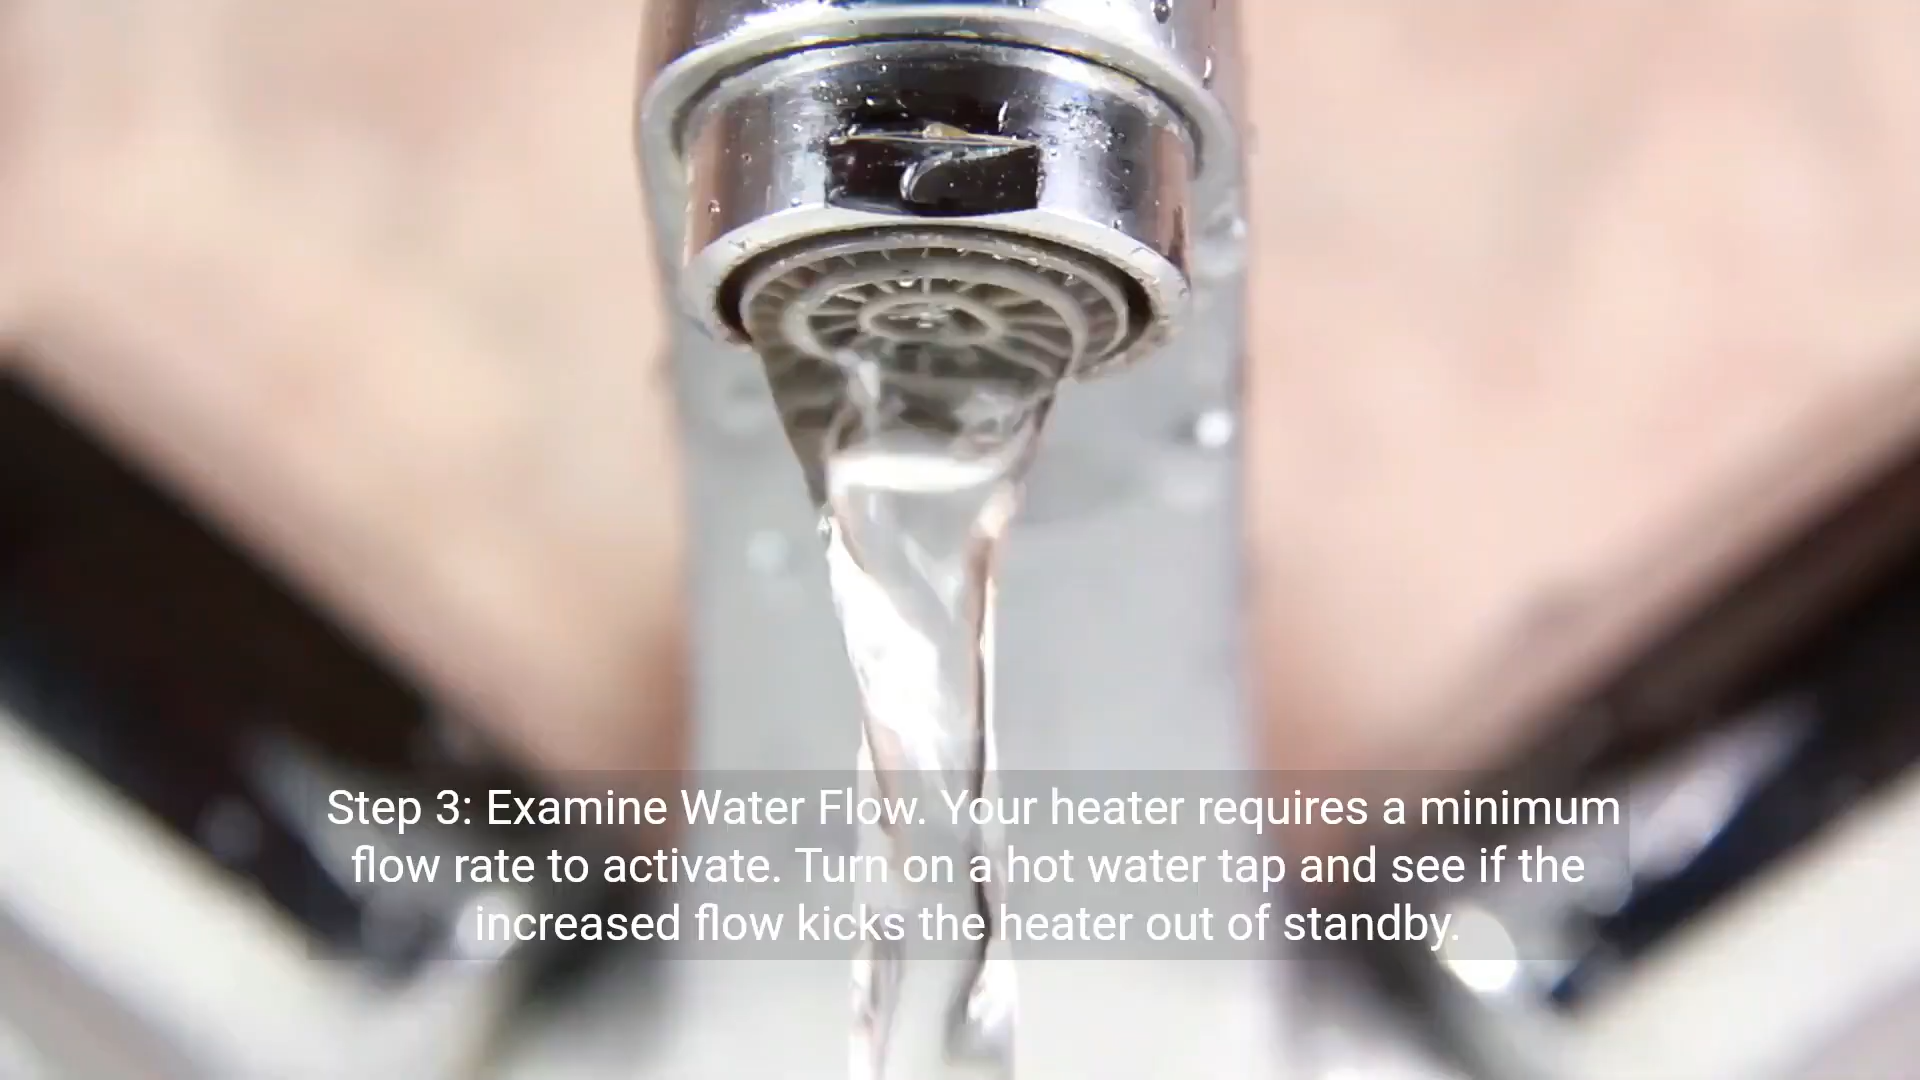 Step 3: Examine Water Flow. Your heater requires a minimum
flow rate to activate. Turn on a hot water tap and see if the
increased flow kicks the heater out of standby.